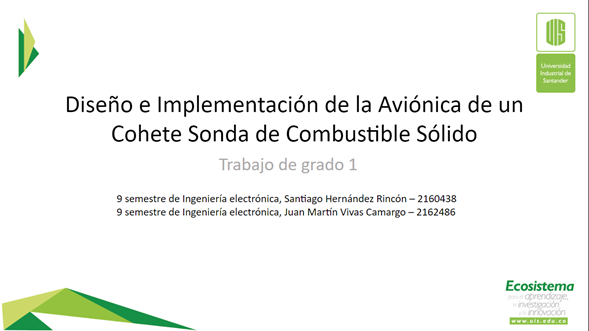 UIS
Universidad
Industrial de
Santander
Diseño e Implementación de la Aviónica de un
Cohete Sonda de Combustible Sólido
Trabajo de grado 1
9 semestre de Ingeniería electrónica, Santiago Hernández Rincón – 2160438
9 semestre de Ingeniería electrónica, Juan Martín Vivas Camargo – 2162486
Ecosistema
para el aprendizaje,
la investigación
y la innovación
www.uis.edu.co